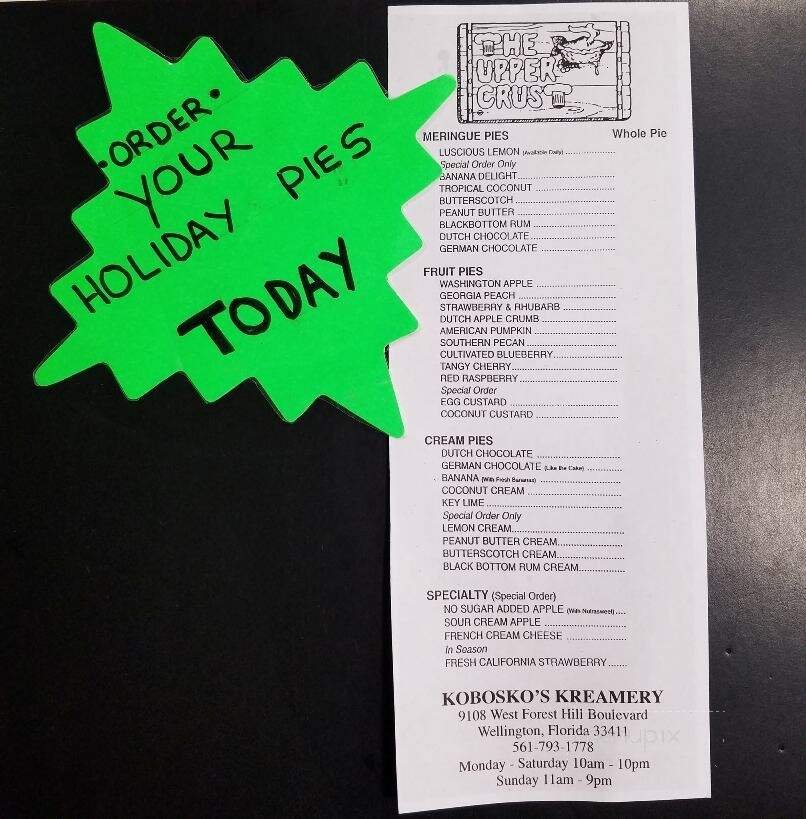 •ORDER•
YOUR
HOLIDAY PIES
TODAY
THE
UPPER
CRUST
MERINGUE PIES Whole Pie
LUSCIOUS LEMON (Available Daily) ..................
Special Order Only
BANANA DELIGHT..................
TROPICAL COCONUT ..................
BUTTERSCOTCH ..................
PEANUT BUTTER ..................
BLACKBOTTOM RUM ..................
DUTCH CHOCOLATE..................
GERMAN CHOCOLATE ..................
FRUIT PIES
WASHINGTON APPLE ..................
GEORGIA PEACH ..................
STRAWBERRY & RHUBARB ..................
DUTCH APPLE CRUMB ..................
AMERICAN PUMPKIN ..................
SOUTHERN PECAN ..................
CULTIVATED BLUEBERRY..................
TANGY CHERRY..................
RED RASPBERRY ..................
Special Order
EGG CUSTARD ..................
COCONUT CUSTARD ..................
CREAM PIES
DUTCH CHOCOLATE ..................
GERMAN CHOCOLATE (Like the Cake) ............
BANANA (With Fresh Bananas) ..................
COCONUT CREAM ..................
KEY LIME ..................
Special Order Only
LEMON CREAM..................
PEANUT BUTTER CREAM..................
BUTTERSCOTCH CREAM..................
BLACK BOTTOM RUM CREAM............
SPECIALTY (Special Order)
NO SUGAR ADDED APPLE (With Nutrasweet) ....
SOUR CREAM APPLE ..................
FRENCH CREAM CHEESE ..................
In Season
FRESH CALIFORNIA STRAWBERRY.......
KOBOSKO'S KREAMERY
9108 West Forest Hill Boulevard
Wellington, Florida 33411
561-793-1778
Monday - Saturday 10am - 10pm
Sunday 11am - 9pm